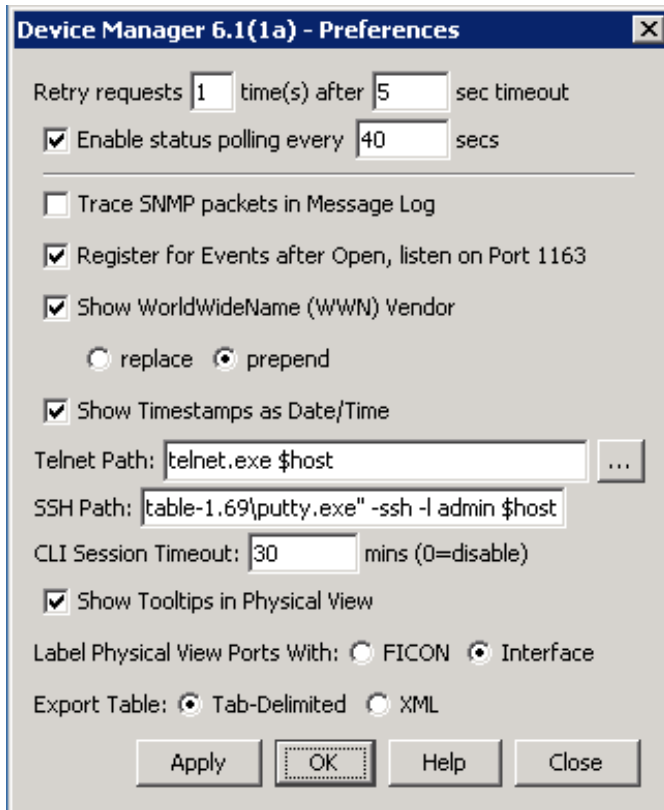 Device Manager 6.1(1a) - Preferences
Retry requests 1 time(s) after 5 sec timeout
Enable status polling every 40 secs
Trace SNMP packets in Message Log
Register for Events after Open, listen on Port 1163
Show WorldWideName (WWN) Vendor
replace prepend
Show Timestamps as Date/Time
Telnet Path: telnet.exe $host ...
SSH Path: table-1.69\putty.exe" -ssh -l admin $host
CLI Session Timeout: 30 mins (0=disable)
Show Tooltips in Physical View
Label Physical View Ports With: FICON Interface
Export Table: Tab-Delimited XML
Apply OK Help Close